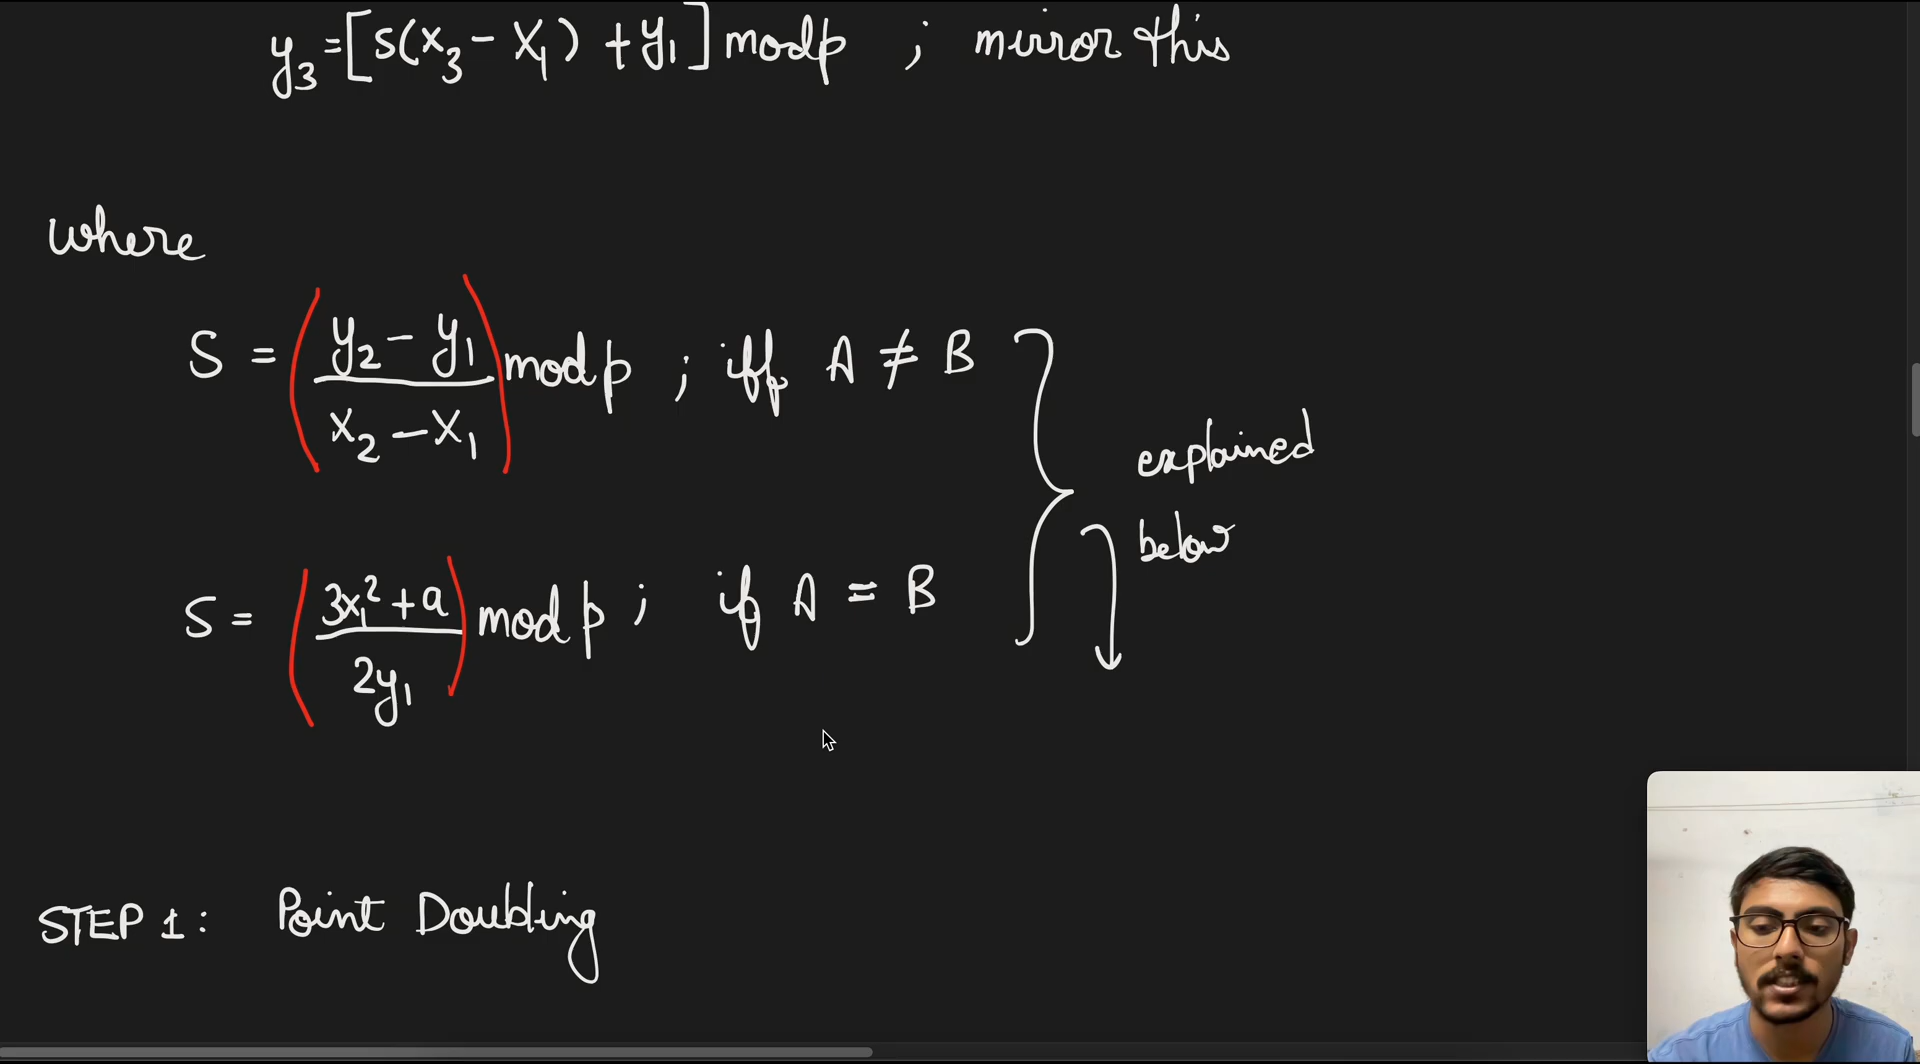 y₃ = [s(x₃ - x₁) + y₁] mod p ; mirror this
where
S = ( y₂ - y₁ / x₂ - x₁ ) mod p ; iff A ≠ B
explained
below
S = ( 3x₁² + a / 2y₁ ) mod p ; if A = B
STEP 1: Point Doubling